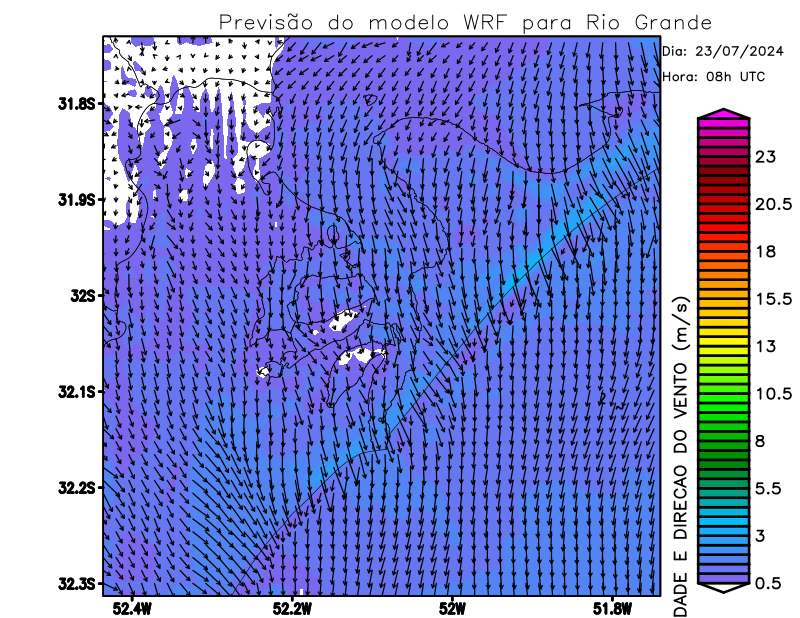 Previsão do modelo WRF para Rio Grande
Dia: 23/07/2024
Hora: 08h UTC
31.8S
31.9S
32S
32.1S
32.2S
32.3S
52.4W
52.2W
52W
51.8W
DADE E DIRECAO DO VENTO (m/s)
23
20.5
18
15.5
13
10.5
8
5.5
3
0.5